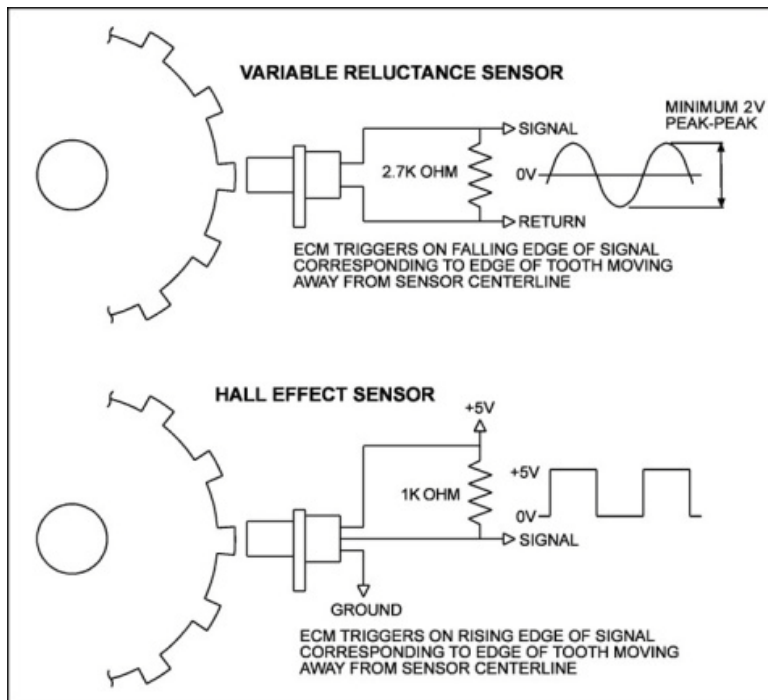 VARIABLE RELUCTANCE SENSOR
MINIMUM 2V
PEAK-PEAK
SIGNAL
2.7K OHM
0V
RETURN
ECM TRIGGERS ON FALLING EDGE OF SIGNAL
CORRESPONDING TO EDGE OF TOOTH MOVING
AWAY FROM SENSOR CENTERLINE
HALL EFFECT SENSOR
+5V
+5V
1K OHM
0V
SIGNAL
GROUND
ECM TRIGGERS ON RISING EDGE OF SIGNAL
CORRESPONDING TO EDGE OF TOOTH MOVING
AWAY FROM SENSOR CENTERLINE